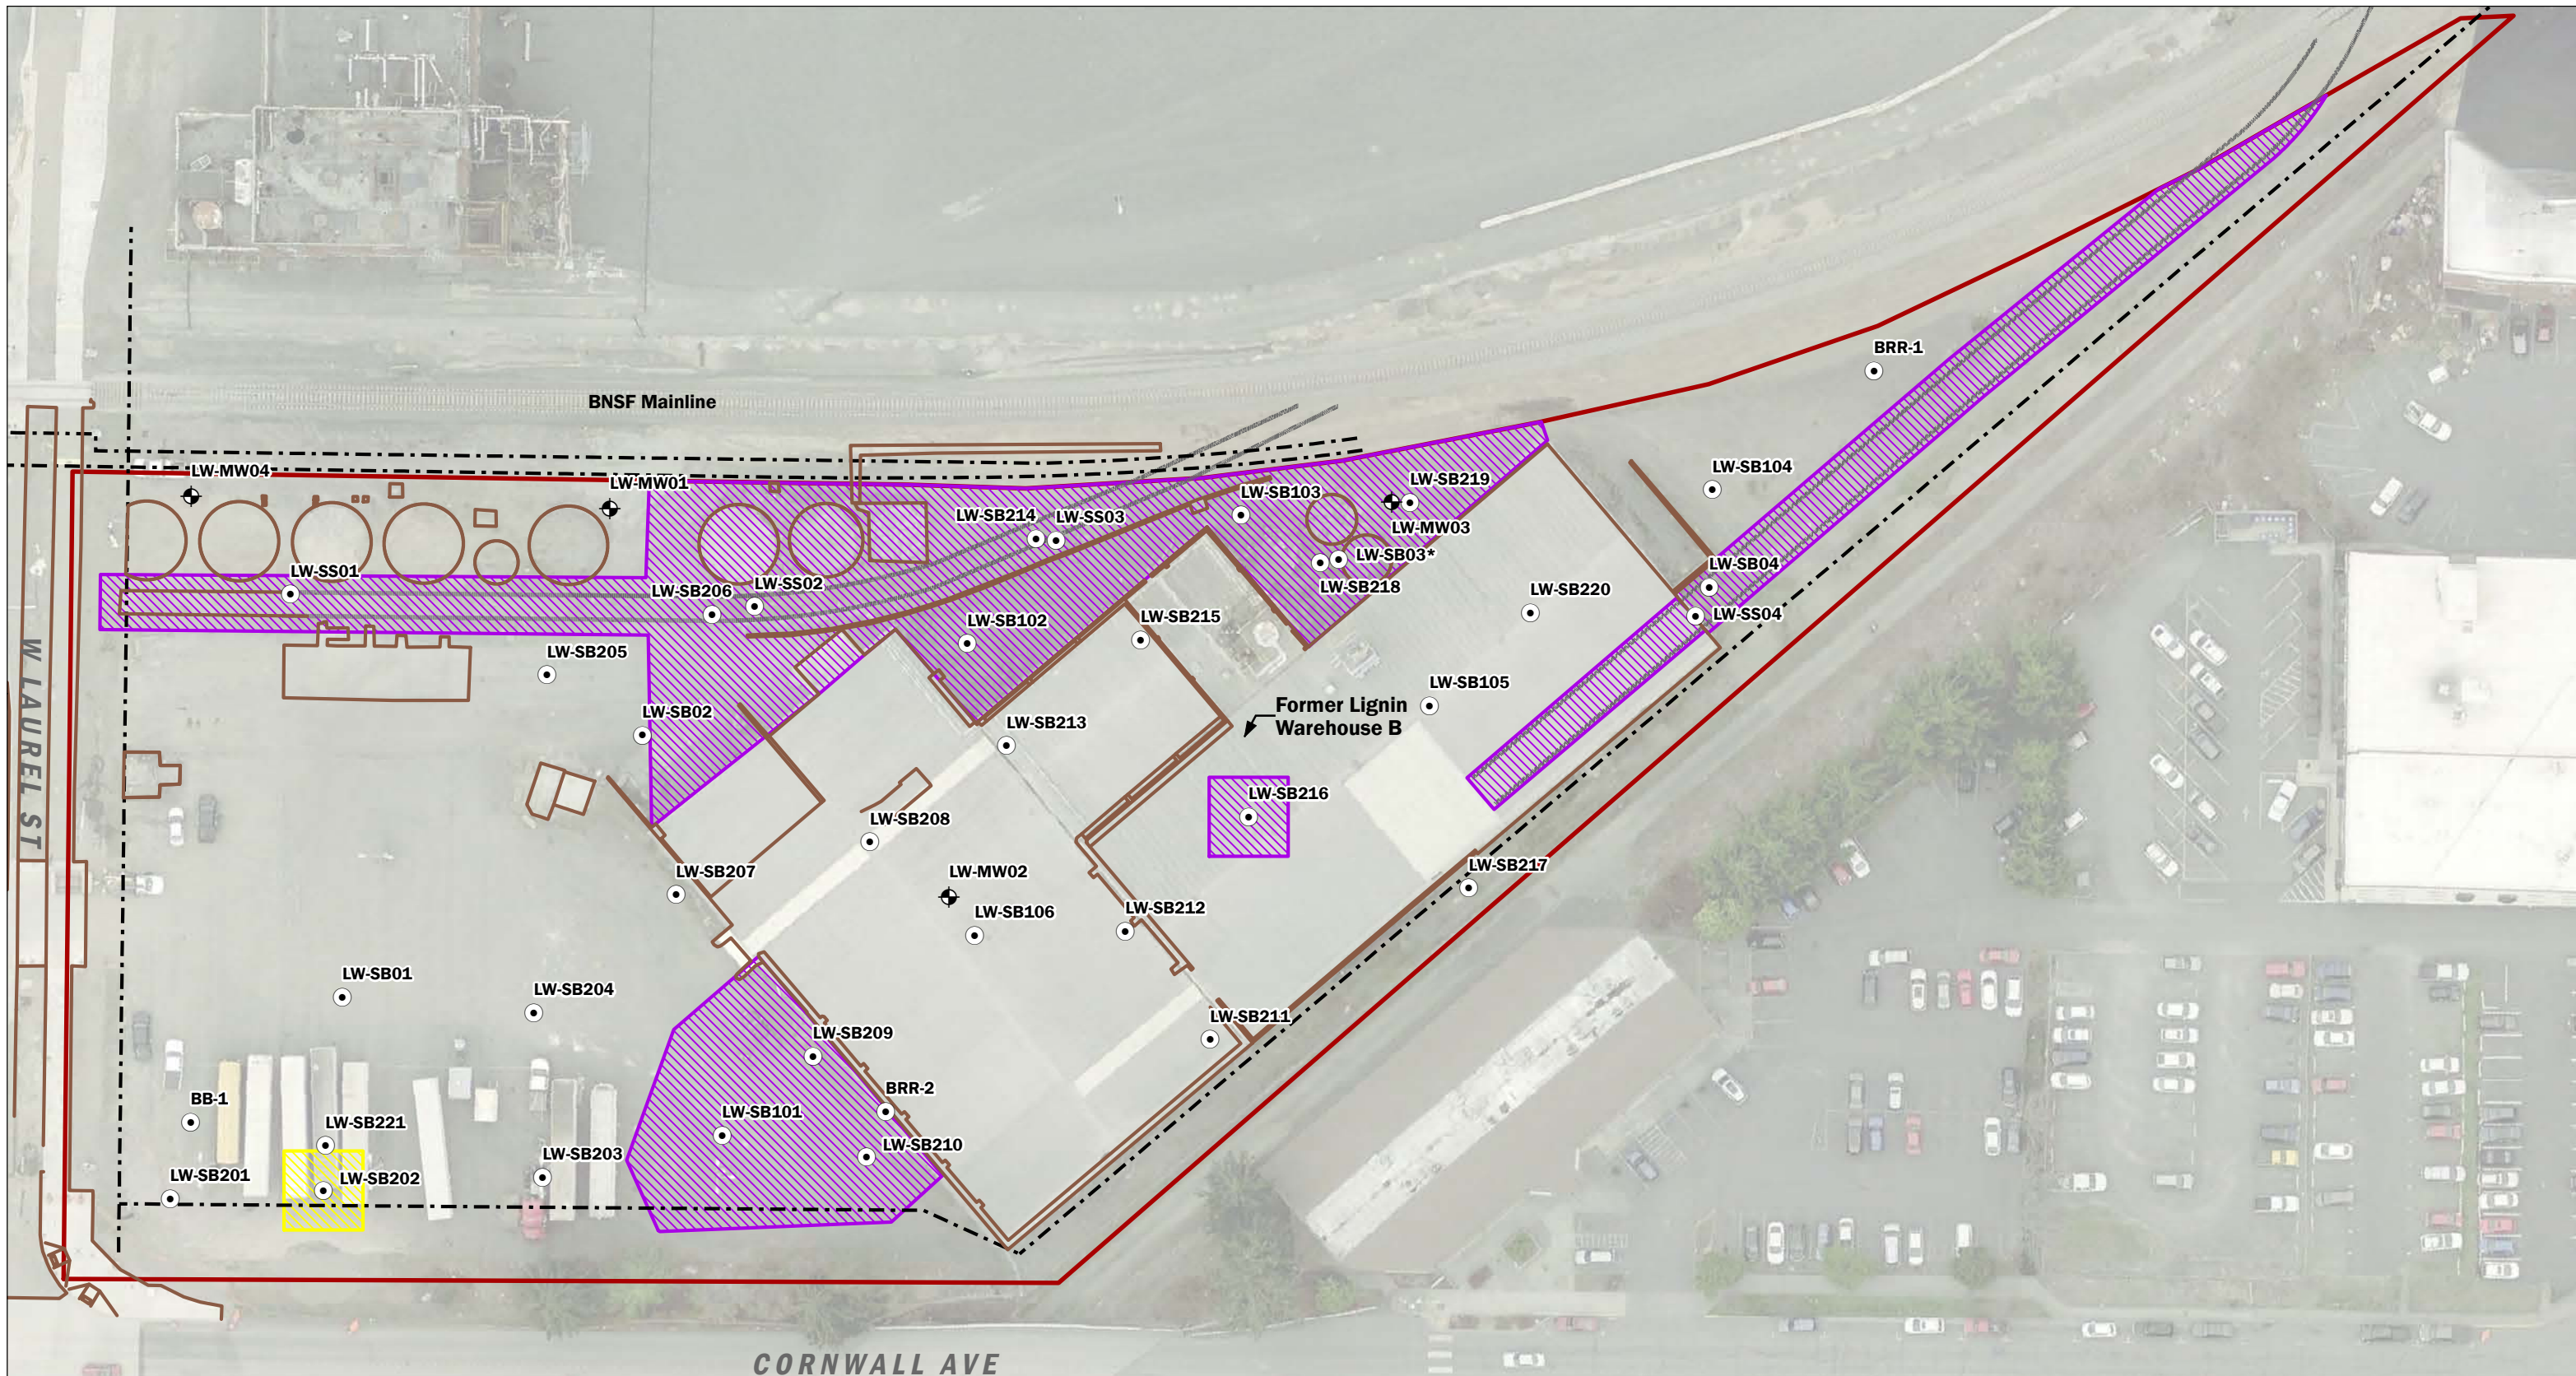 BNSF Mainline
BRR-1
LW-MW04
LW-MW01
LW-SB104
LW-SB219
LW-SB103
LW-SB214
LW-SS03
LW-MW03
LW-SB03*
LW-SB04
LW-SS01
LW-SB206
LW-SS02
LW-SB218
LW-SB220
LW-SS04
LW-SB102
LW-SB215
LW-SB205
LW-SB105
LW-SB02
LW-SB213
Former Lignin
Warehouse B
W LAUREL ST
LW-SB216
LW-SB208
LW-SB217
LW-SB207
LW-MW02
LW-SB106
LW-SB212
LW-SB01
LW-SB204
LW-SB211
LW-SB209
BRR-2
BB-1
LW-SB101
LW-SB221
LW-SB210
LW-SB203
LW-SB201
LW-SB202
CORNWALL AVE